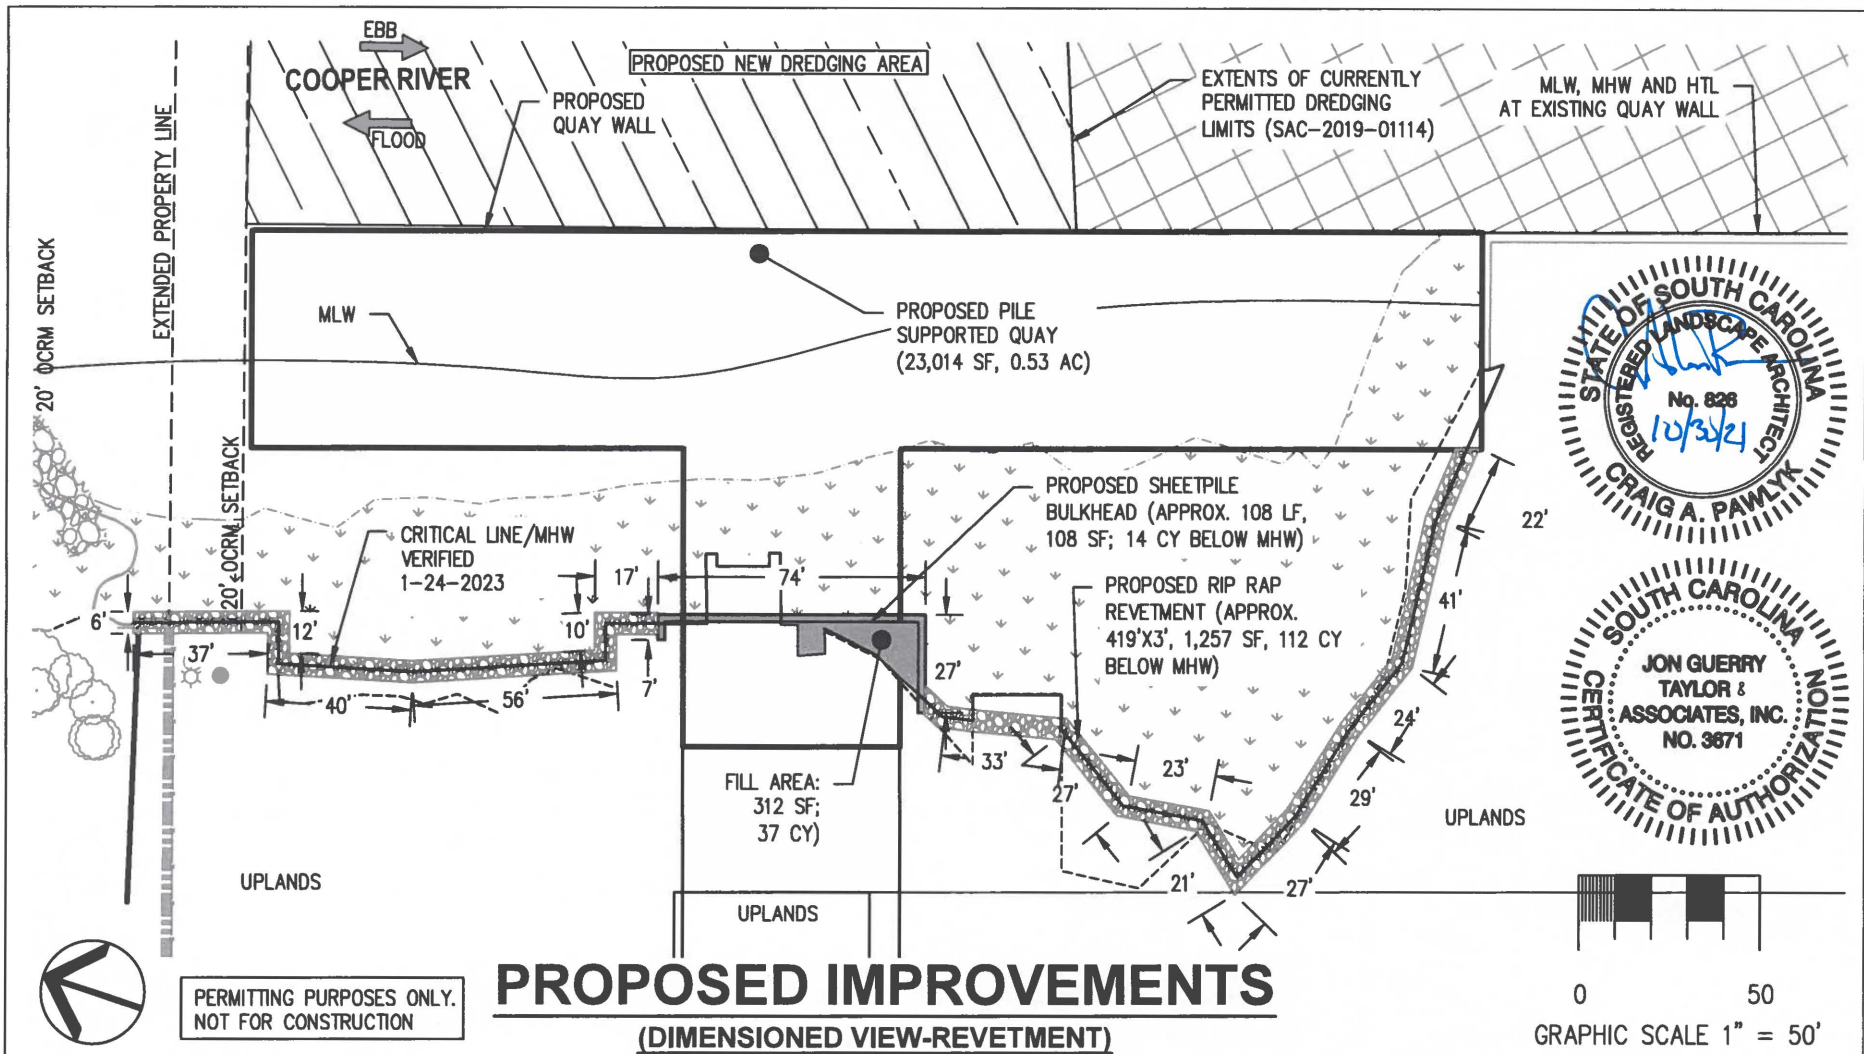 EBB
COOPER RIVER
FLOOD
PROPOSED NEW DREDGING AREA
PROPOSED
QUAY WALL
EXTENTS OF CURRENTLY
PERMITTED DREDGING
LIMITS (SAC-2019-01114)
MLW, MHW AND HTL
AT EXISTING QUAY WALL
20' OCRM SETBACK
EXTENDED PROPERTY LINE
20' OCRM SETBACK
MLW
PROPOSED PILE
SUPPORTED QUAY
(23,014 SF, 0.53 AC)
STATE OF SOUTH CAROLINA
REGISTERED LANDSCAPE ARCHITECT
No. 828
CRAIG A. PAWLYK
CRITICAL LINE/MHW
VERIFIED
1-24-2023
PROPOSED SHEETPILE
BULKHEAD (APPROX. 108 LF,
108 SF; 14 CY BELOW MHW)
22'
17'
74'
PROPOSED RIP RAP
REVETMENT (APPROX.
419'X3', 1,257 SF, 112 CY
BELOW MHW)
41'
6'
12'
10'
37'
40'
56'
7'
27'
33'
27'
23'
21'
27'
29'
24'
SOUTH CAROLINA
JON GUERRY
TAYLOR &
ASSOCIATES, INC.
NO. 3671
CERTIFICATE OF AUTHORIZATION
FILL AREA:
312 SF;
37 CY)
UPLANDS
UPLANDS
UPLANDS
PERMITTING PURPOSES ONLY.
NOT FOR CONSTRUCTION
PROPOSED IMPROVEMENTS
(DIMENSIONED VIEW-REVETMENT)
0 50
GRAPHIC SCALE 1" = 50'